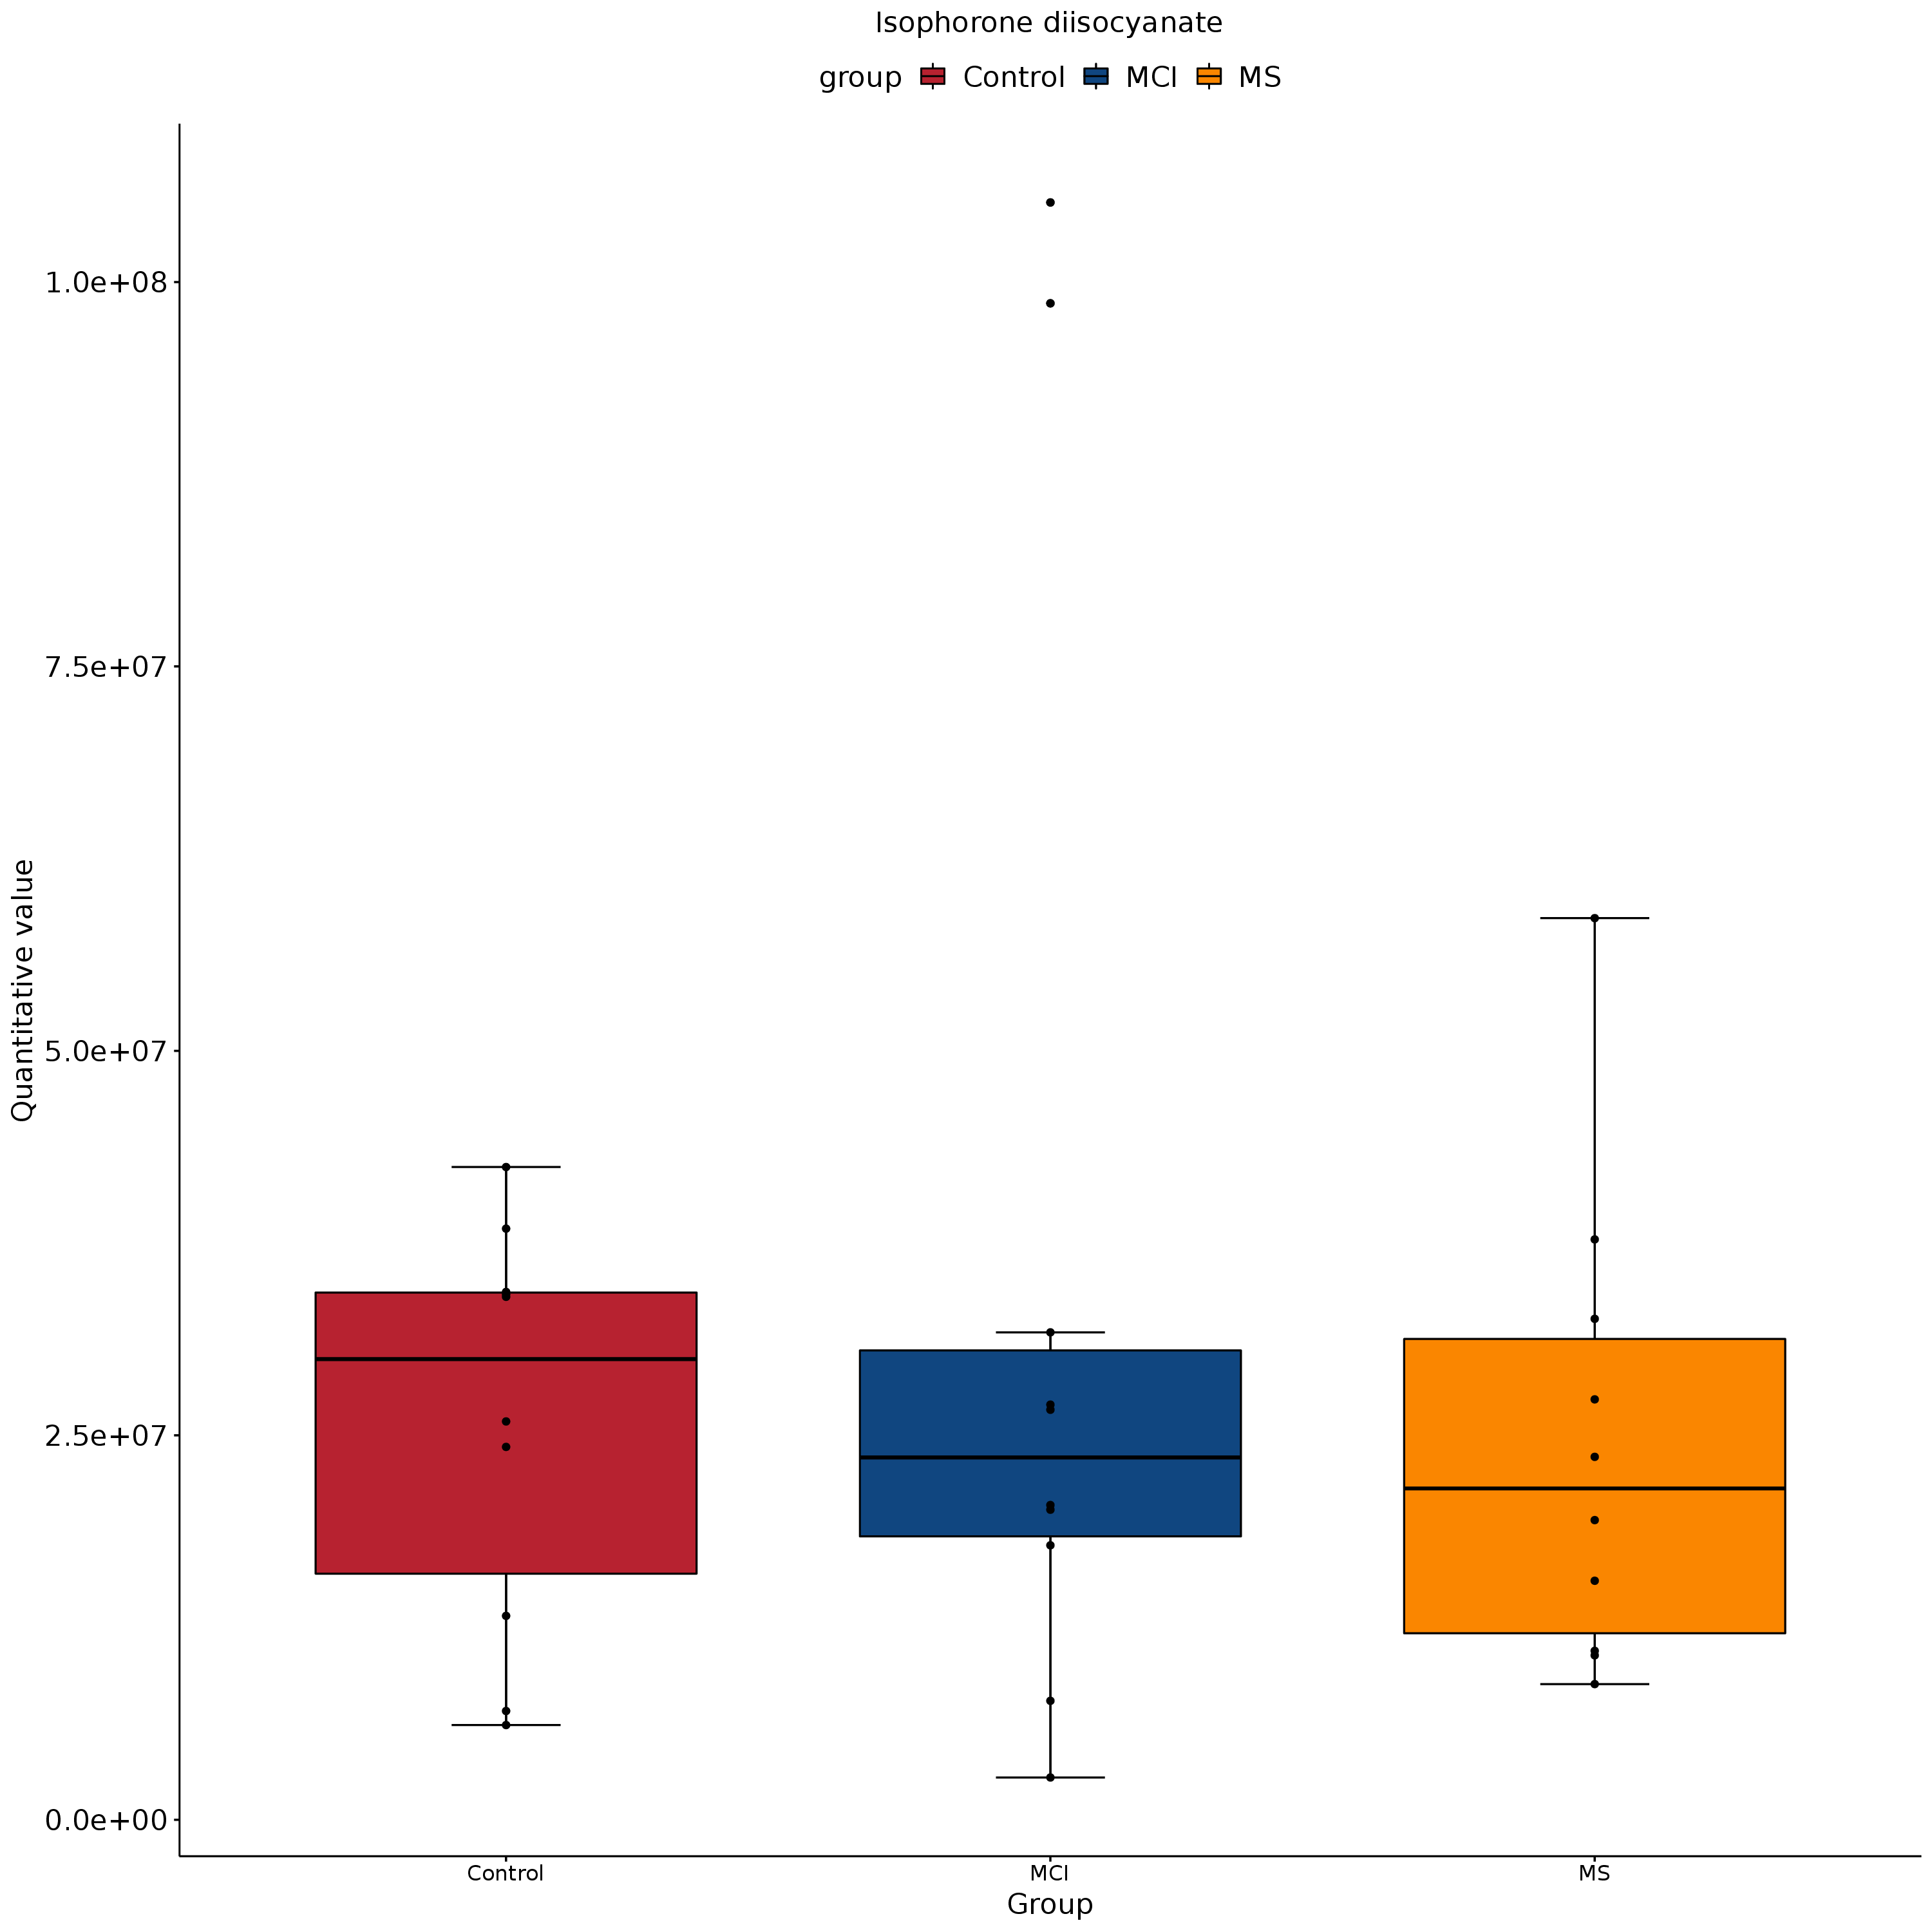 Isophorone diisocyanate
group Control MCI MS
Quantitative value
1.0e+08
7.5e+07
5.0e+07
2.5e+07
0.0e+00
Control MCI MS
Group